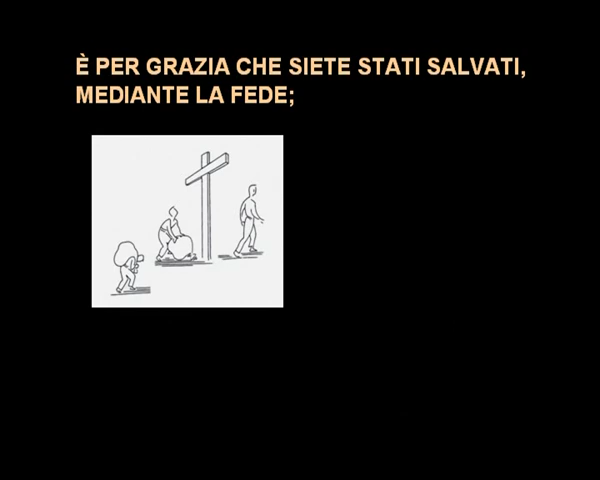 È PER GRAZIA CHE SIETE STATI SALVATI,
MEDIANTE LA FEDE;